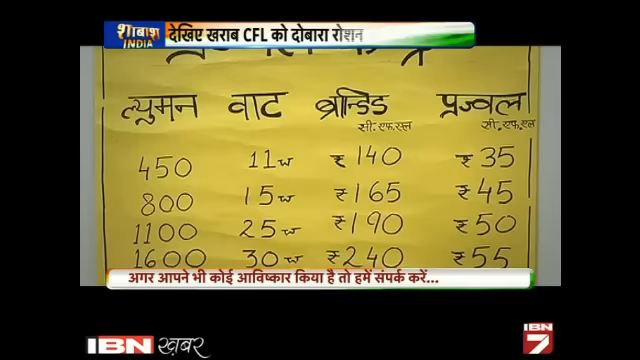 शाबाश
INDIA
देखिए खराब CFL को दोबारा रोशन
ल्युमन वाट ब्रॉन्डिड प्रज्वल
सी. एफ. एल सी. एफ. एल
450 11w ₹140 ₹35
800 15w ₹165 ₹45
1100 25w ₹190 ₹50
1600 30w ₹240 ₹55
अगर आपने भी कोई आविष्कार किया है तो हमें संपर्क करें...
IBN ख़बर
IBN
7